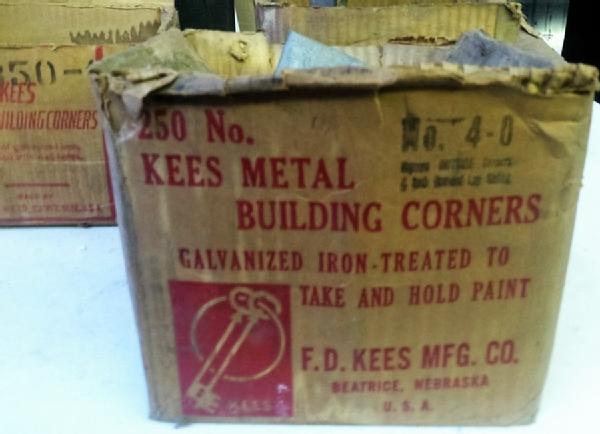 250 No.
No. 4-0
KEES METAL
BUILDING CORNERS
GALVANIZED IRON-TREATED TO
TAKE AND HOLD PAINT
F.D. KEES MFG. CO.
BEATRICE, NEBRASKA
U.S.A.
KEES
KEES
BUILDING CORNERS